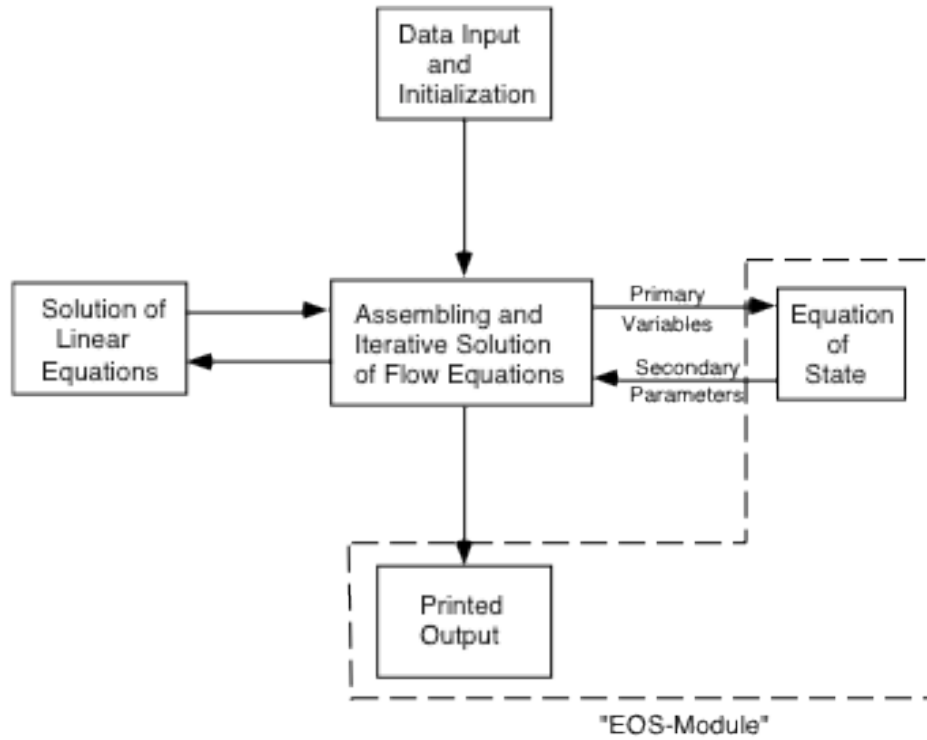 Data Input
and
Initialization
Solution of
Linear
Equations
Assembling and
Iterative Solution
of Flow Equations
Primary
Variables
Secondary
Parameters
Equation
of
State
Printed
Output
"EOS-Module"